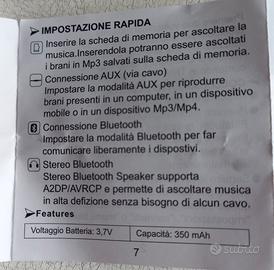 IMPOSTAZIONE RAPIDA
Inserire la scheda di memoria per ascoltare la
musica.Inserendola potranno essere ascoltati
i brani in Mp3 salvati sulla scheda di memoria.
Connessione AUX (via cavo)
Impostare la modalità AUX per riprodurre
brani presenti in un computer, in un dispositivo
mobile o in un dispositivo Mp3/Mp4.
Connessione Bluetooth
Impostare la modalità Bluetooth per far
comunicare liberamente i dispostivi.
Stereo Bluetooth
Stereo Bluetooth Speaker supporta
A2DP/AVRCP e permette di ascoltare musica
in alta defizione senza bisogno di alcun cavo.
Features
Voltaggio Batteria: 3,7V Capacità: 350 mAh
7
subito